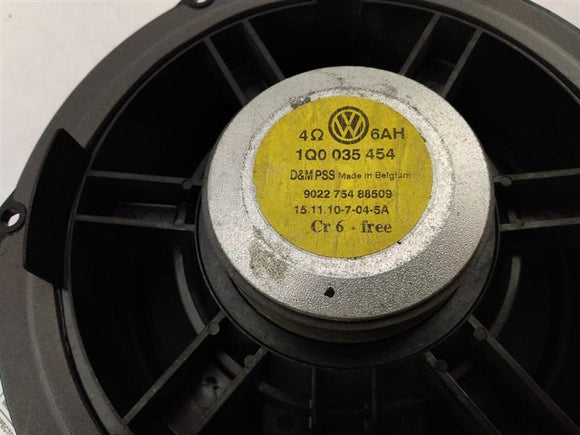 4Ω VW 6AH
1Q0 035 454
D&M PSS Made in Belgium
9022 754 88509
15.11.10-7-04-5A
Cr 6 - free